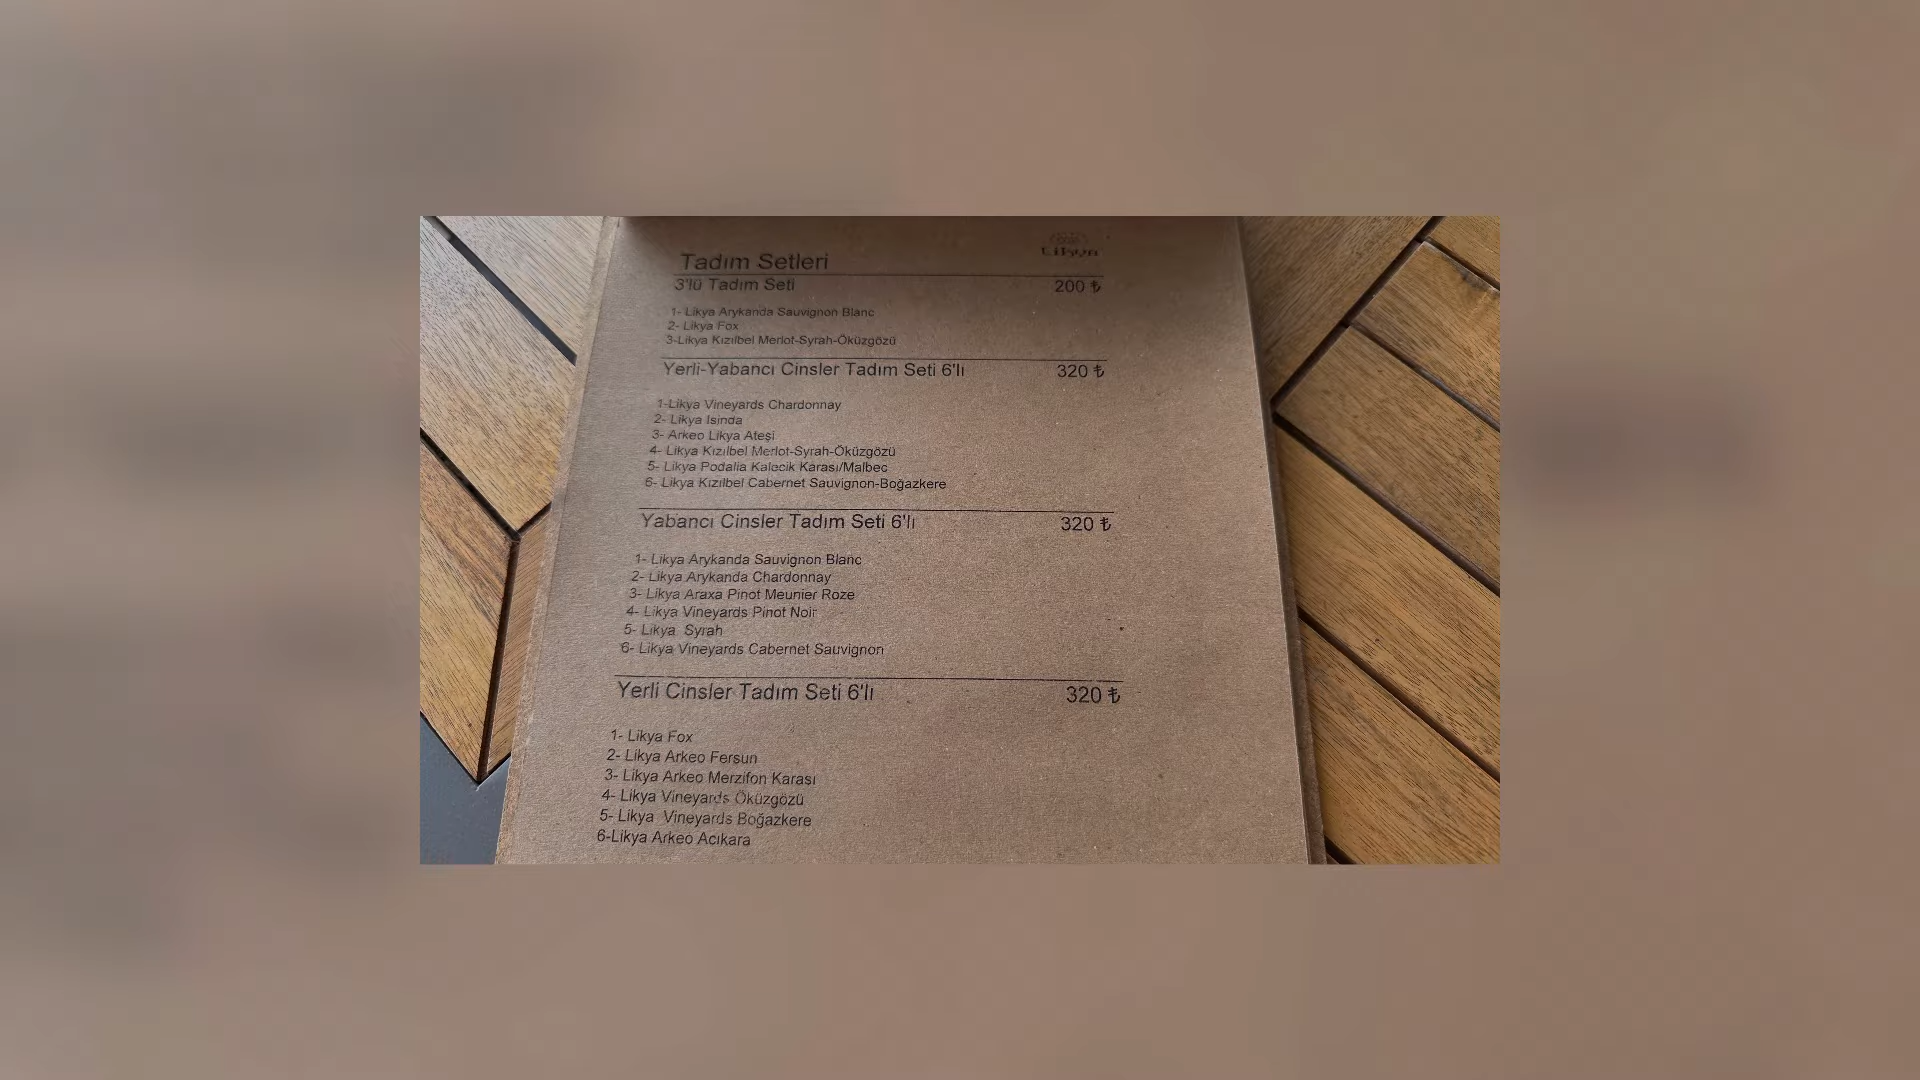 Likya
Tadım Setleri
3'lü Tadım Seti 200 ₺
1- Likya Arykanda Sauvignon Blanc
2- Likya Fox
3-Likya Kızılbel Merlot-Syrah-Öküzgözü
Yerli-Yabancı Cinsler Tadım Seti 6'lı 320 ₺
1-Likya Vineyards Chardonnay
2- Likya Isinda
3- Arkeo Likya Ateşi
4- Likya Kızılbel Merlot-Syrah-Öküzgözü
5- Likya Podalia Kalecik Karası/Malbec
6- Likya Kızılbel Cabernet Sauvignon-Boğazkere
Yabancı Cinsler Tadım Seti 6'lı 320 ₺
1- Likya Arykanda Sauvignon Blanc
2- Likya Arykanda Chardonnay
3- Likya Araxa Pinot Meunier Roze
4- Likya Vineyards Pinot Noir
5- Likya  Syrah
6- Likya Vineyards Cabernet Sauvignon
Yerli Cinsler Tadım Seti 6'lı 320 ₺
1- Likya Fox
2- Likya Arkeo Fersun
3- Likya Arkeo Merzifon Karası
4- Likya Vineyards Öküzgözü
5- Likya  Vineyards Boğazkere
6-Likya Arkeo Acıkara